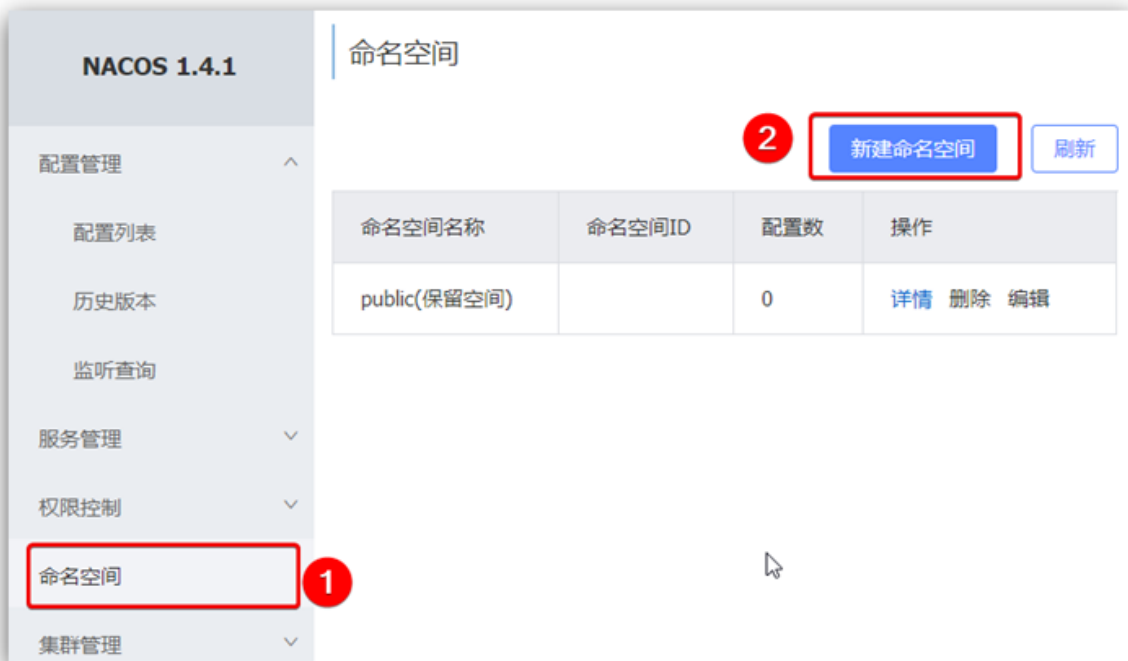 NACOS 1.4.1
配置管理
配置列表
历史版本
监听查询
服务管理
权限控制
命名空间
1
集群管理
命名空间
2 新建命名空间 刷新
命名空间名称 命名空间ID 配置数 操作
public(保留空间) 0 详情 删除 编辑